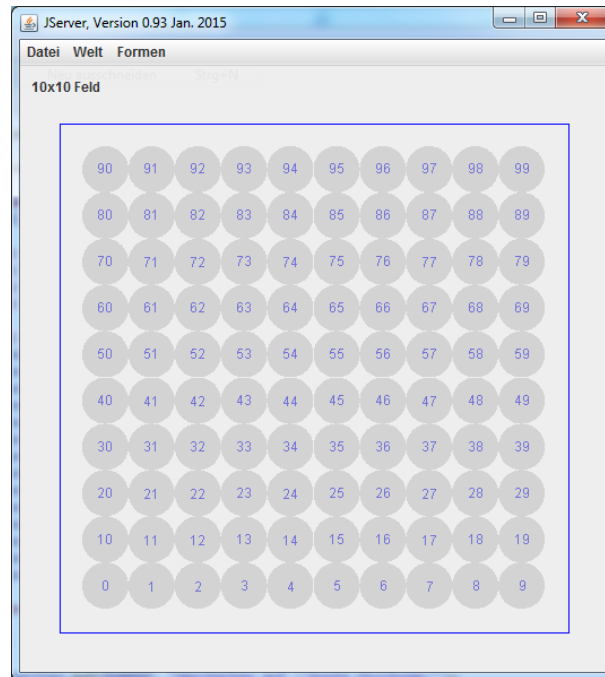 JServer, Version 0.93 Jan. 2015
Datei Welt Formen
Neu ausschneiden Strg+N
10x10 Feld
90 91 92 93 94 95 96 97 98 99
80 81 82 83 84 85 86 87 88 89
70 71 72 73 74 75 76 77 78 79
60 61 62 63 64 65 66 67 68 69
50 51 52 53 54 55 56 57 58 59
40 41 42 43 44 45 46 47 48 49
30 31 32 33 34 35 36 37 38 39
20 21 22 23 24 25 26 27 28 29
10 11 12 13 14 15 16 17 18 19
0 1 2 3 4 5 6 7 8 9